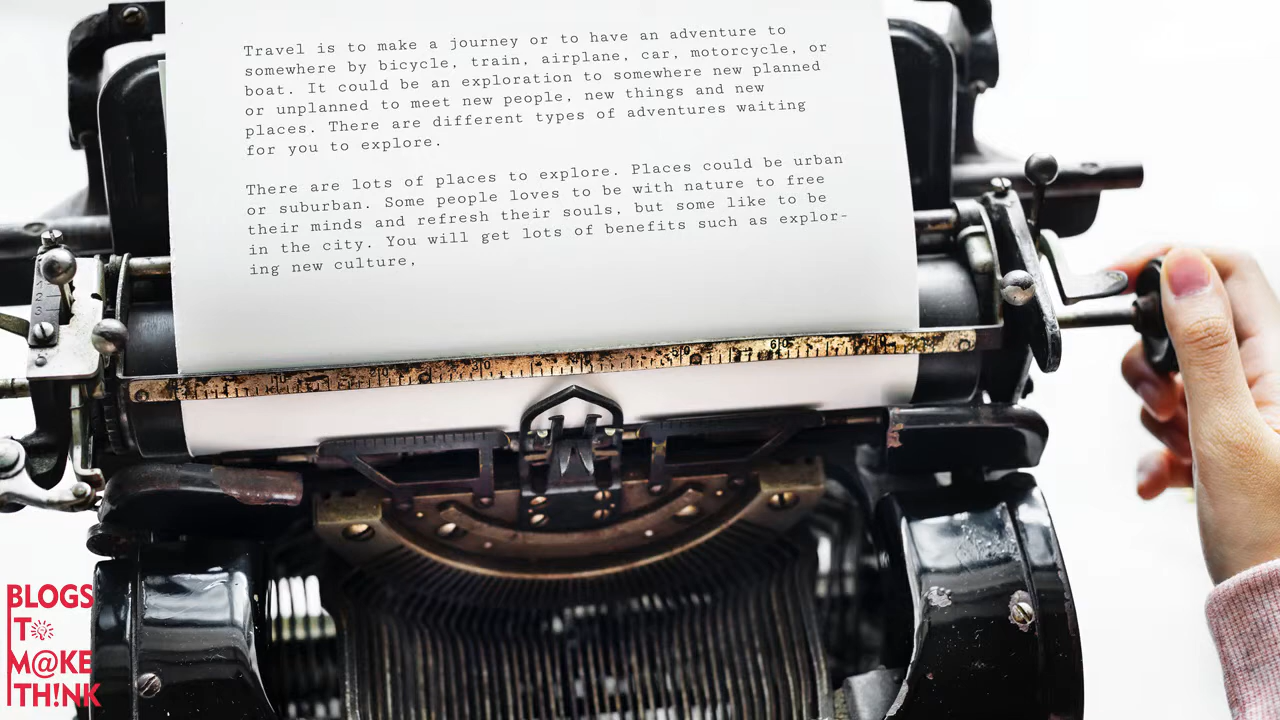 Travel is to make a journey or to have an adventure to
somewhere by bicycle, train, airplane, car, motorcycle, or
boat. It could be an exploration to somewhere new planned
or unplanned to meet new people, new things and new
places. There are different types of adventures waiting
for you to explore.
There are lots of places to explore. Places could be urban
or suburban. Some people loves to be with nature to free
their minds and refresh their souls, but some like to be
in the city. You will get lots of benefits such as explor-
ing new culture,
BLOGS
T
M@KE
TH!NK